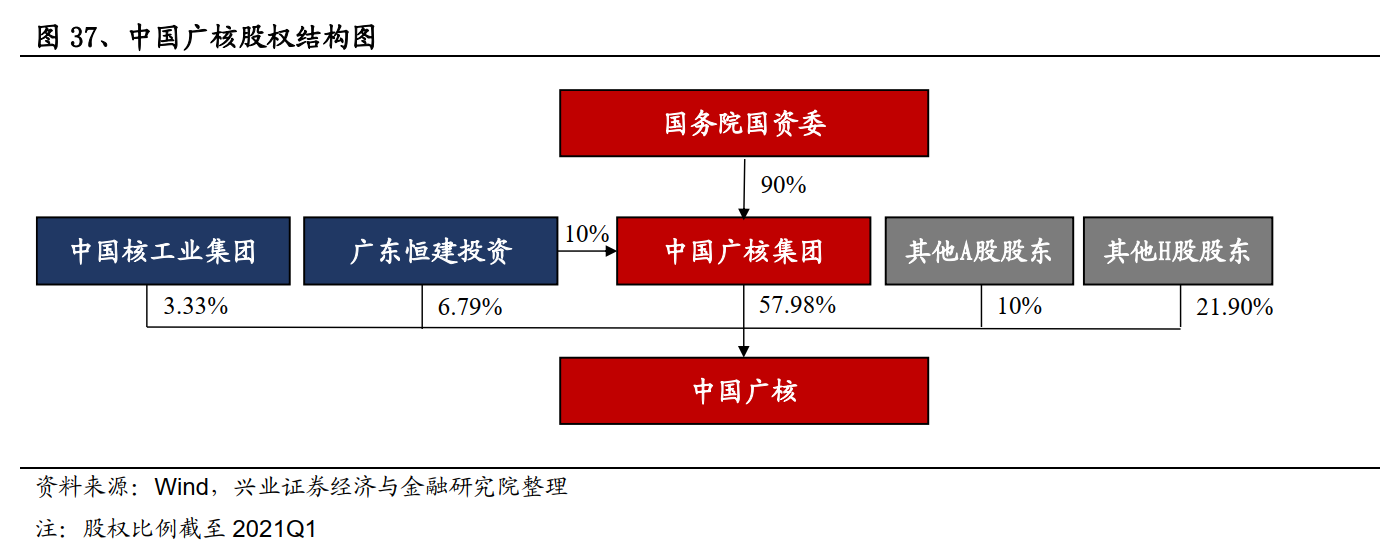 图 37、中国广核股权结构图
国务院国资委
90%
中国核工业集团
广东恒建投资
10%
中国广核集团
其他A股股东
其他H股股东
3.33%
6.79%
57.98%
10%
21.90%
中国广核
资料来源：Wind，兴业证券经济与金融研究院整理
注：股权比例截至 2021Q1